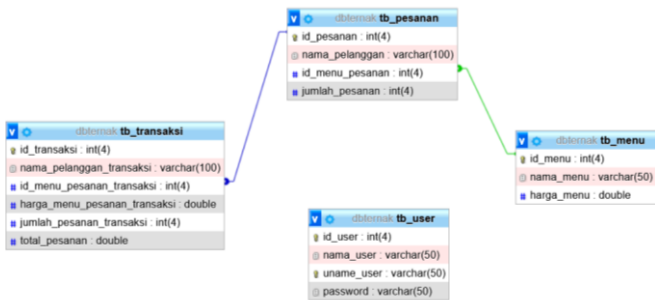 dbternak tb_pesanan
id_pesanan : int(4)
nama_pelanggan : varchar(100)
id_menu_pesanan : int(4)
jumlah_pesanan : int(4)
dbternak tb_transaksi
id_transaksi : int(4)
nama_pelanggan_transaksi : varchar(100)
id_menu_pesanan_transaksi : int(4)
harga_menu_pesanan_transaksi : double
jumlah_pesanan_transaksi : int(4)
total_pesanan : double
dbternak tb_menu
id_menu : int(4)
nama_menu : varchar(50)
harga_menu : double
dbternak tb_user
id_user : int(4)
nama_user : varchar(50)
uname_user : varchar(50)
password : varchar(50)